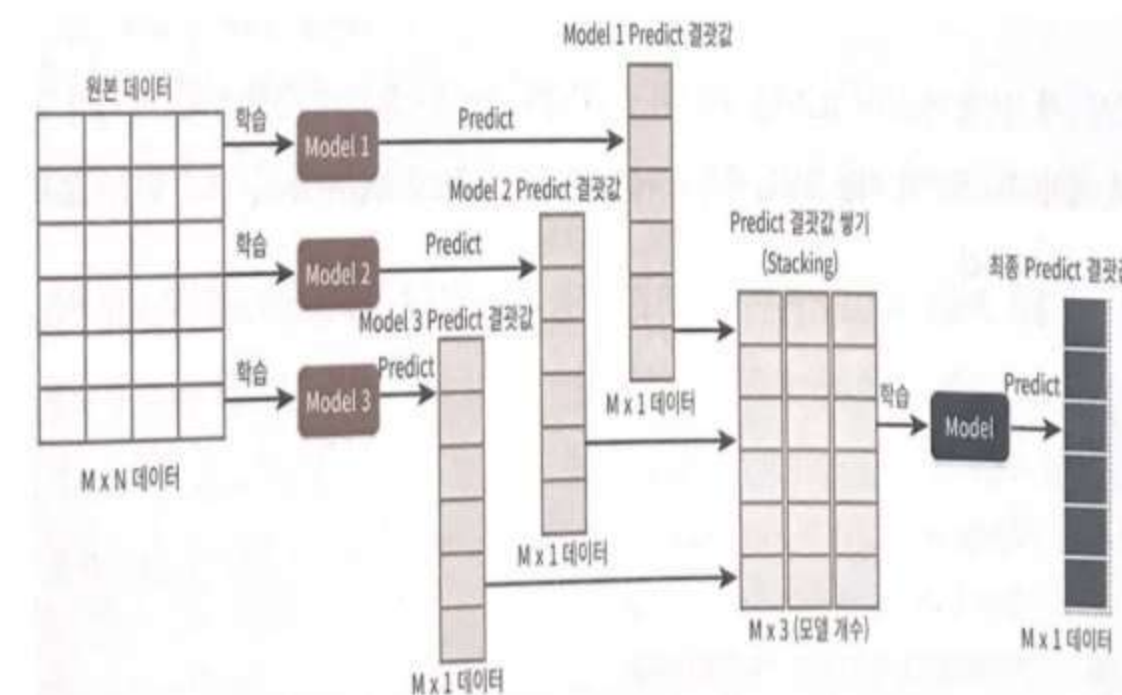 Model 1 Predict 결괏값
원본 데이터
학습
Model 1
Predict
Model 2 Predict 결괏값
학습
Model 2
Predict
Model 3 Predict 결괏값
학습
Model 3
Predict
M x N 데이터
M x 1 데이터
M x 1 데이터
M x 1 데이터
Predict 결괏값 쌓기
(Stacking)
M x 3 (모델 개수)
학습
Model
Predict
최종 Predict 결괏값
M x 1 데이터